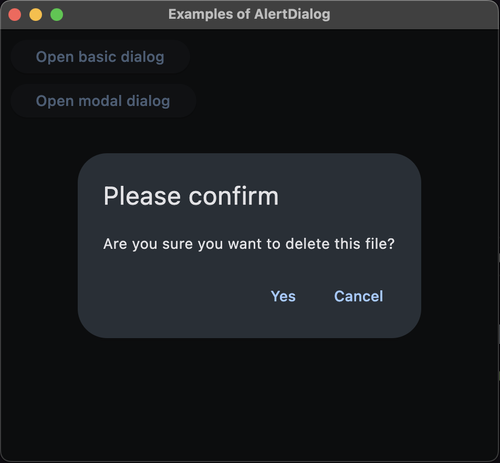 Examples of AlertDialog
Open basic dialog
Open modal dialog
Please confirm
Are you sure you want to delete this file?
Yes Cancel